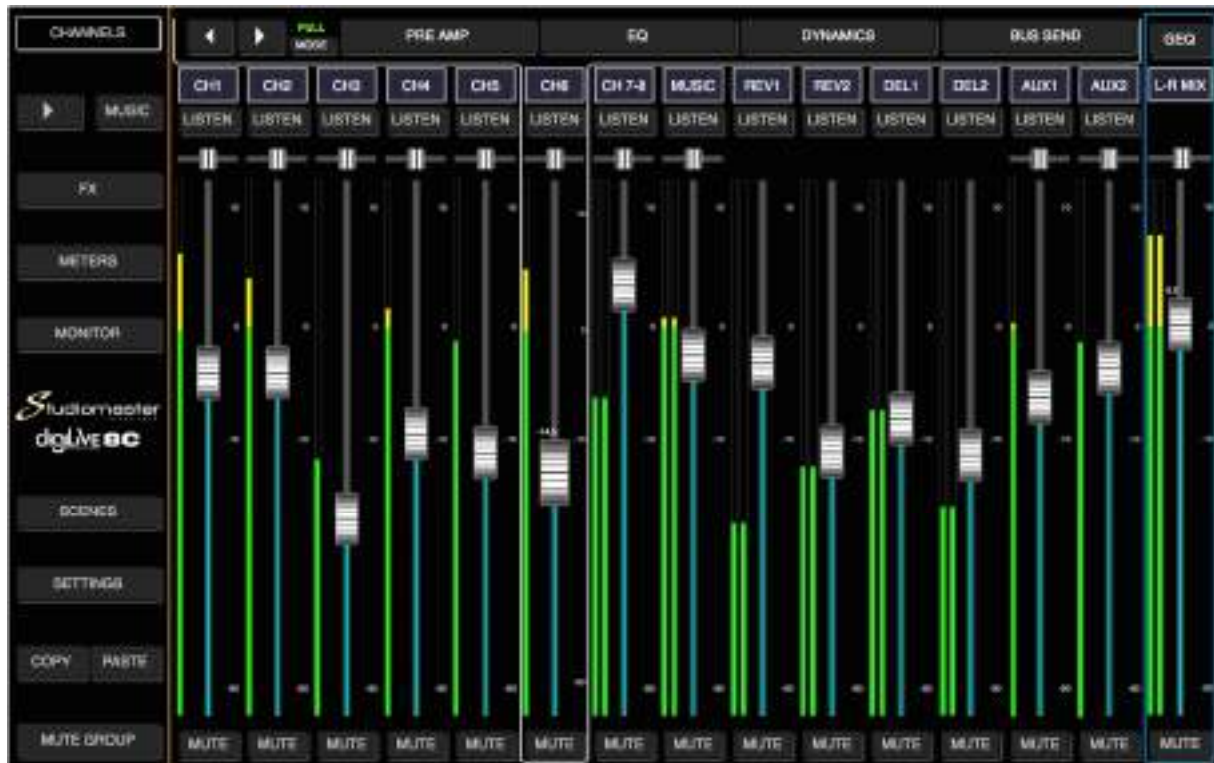 CHANNELS
FULL
MODE
PRE AMP
EQ
DYNAMICS
BUS SEND
GEQ
CH1
CH2
CH3
CH4
CH5
CH6
CH 7-8
MUSIC
REV1
REV2
DEL1
DEL2
AUX1
AUX2
L-R MIX
MUSIC
LISTEN LISTEN LISTEN LISTEN LISTEN LISTEN LISTEN LISTEN LISTEN LISTEN LISTEN LISTEN LISTEN LISTEN
FX
METERS
MONITOR
Studiomaster
digiLiVE 8C
SCENES
SETTINGS
COPY PASTE
MUTE GROUP
MUTE MUTE MUTE MUTE MUTE MUTE MUTE MUTE MUTE MUTE MUTE MUTE MUTE MUTE MUTE